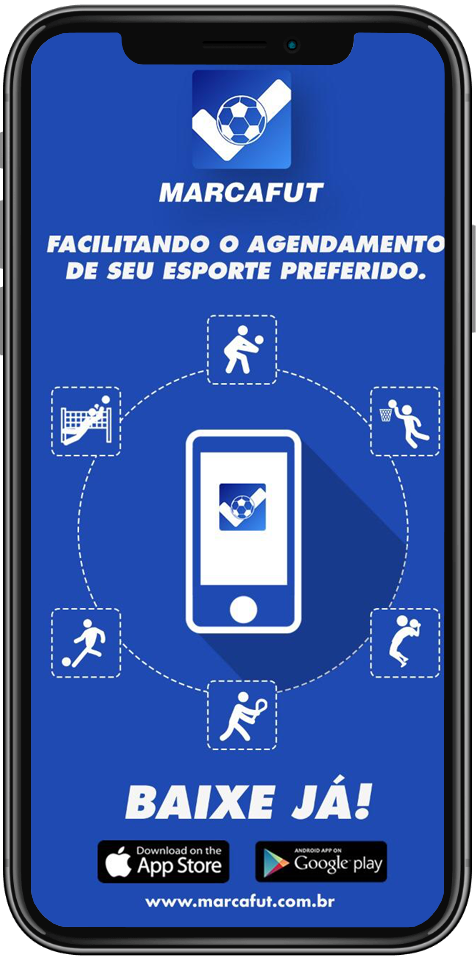 MARCAFUT
FACILITANDO O AGENDAMENTO
DE SEU ESPORTE PREFERIDO.
BAIXE JÁ!
Download on the
App Store
ANDROID APP ON
Google play
www.marcafut.com.br